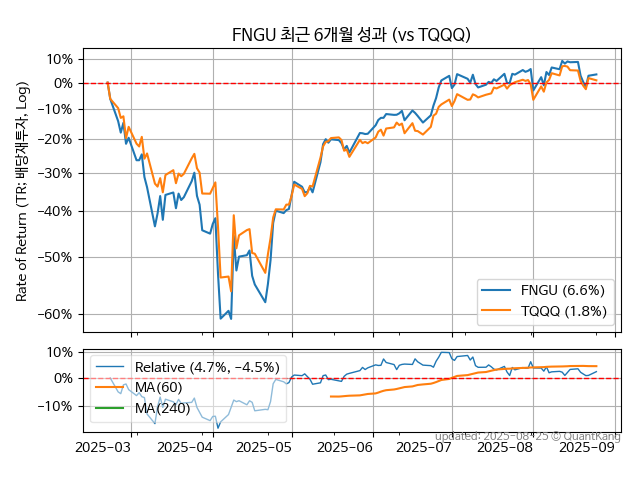 FNGU 최근 6개월 성과 (vs TQQQ)
Rate of Return (TR: 배당재투자, Log)
10%
0%
−10%
−20%
−30%
−40%
−50%
−60%
FNGU (6.6%)
TQQQ (1.8%)
10%
0%
−10%
Relative (4.7%, −4.5%)
MA(60)
MA(240)
2025−03
2025−04
2025−05
2025−06
2025−07
2025−08
2025−09
updated: 2025−08−25 © QuantKang